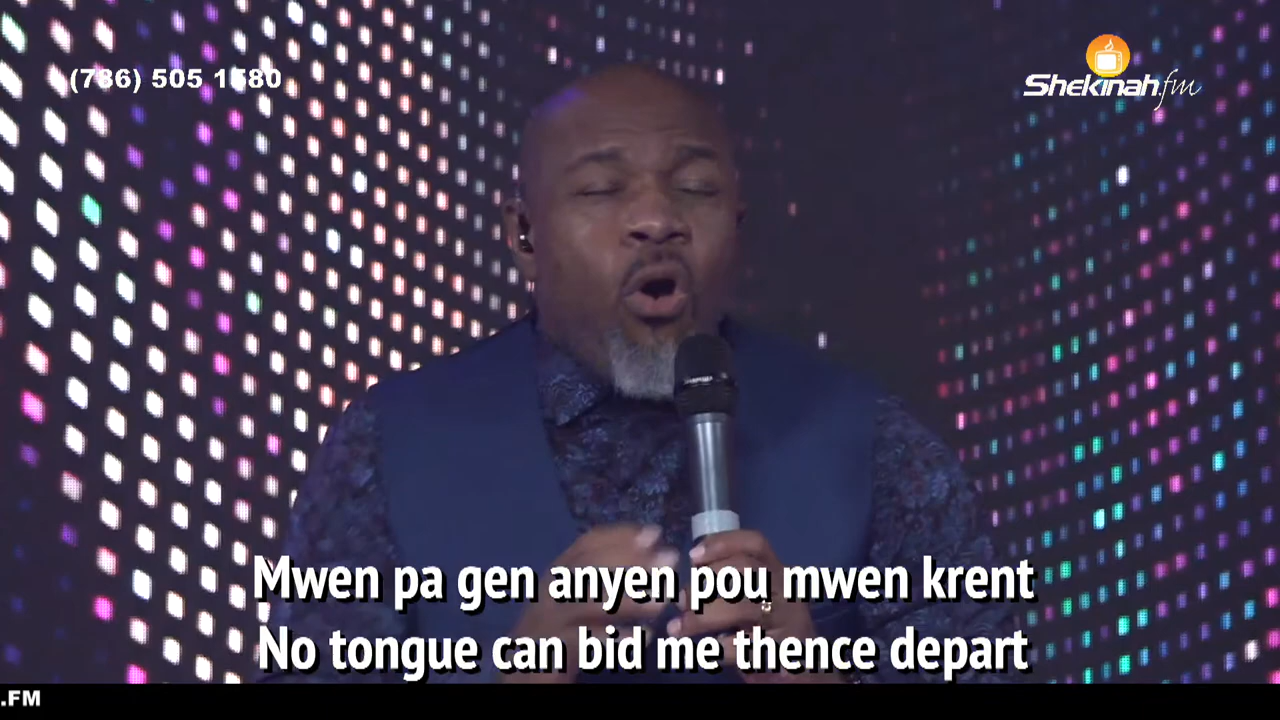 (786) 505 1580
Shekinah.fm
Mwen pa gen anyen pou mwen krent
No tongue can bid me thence depart
.FM